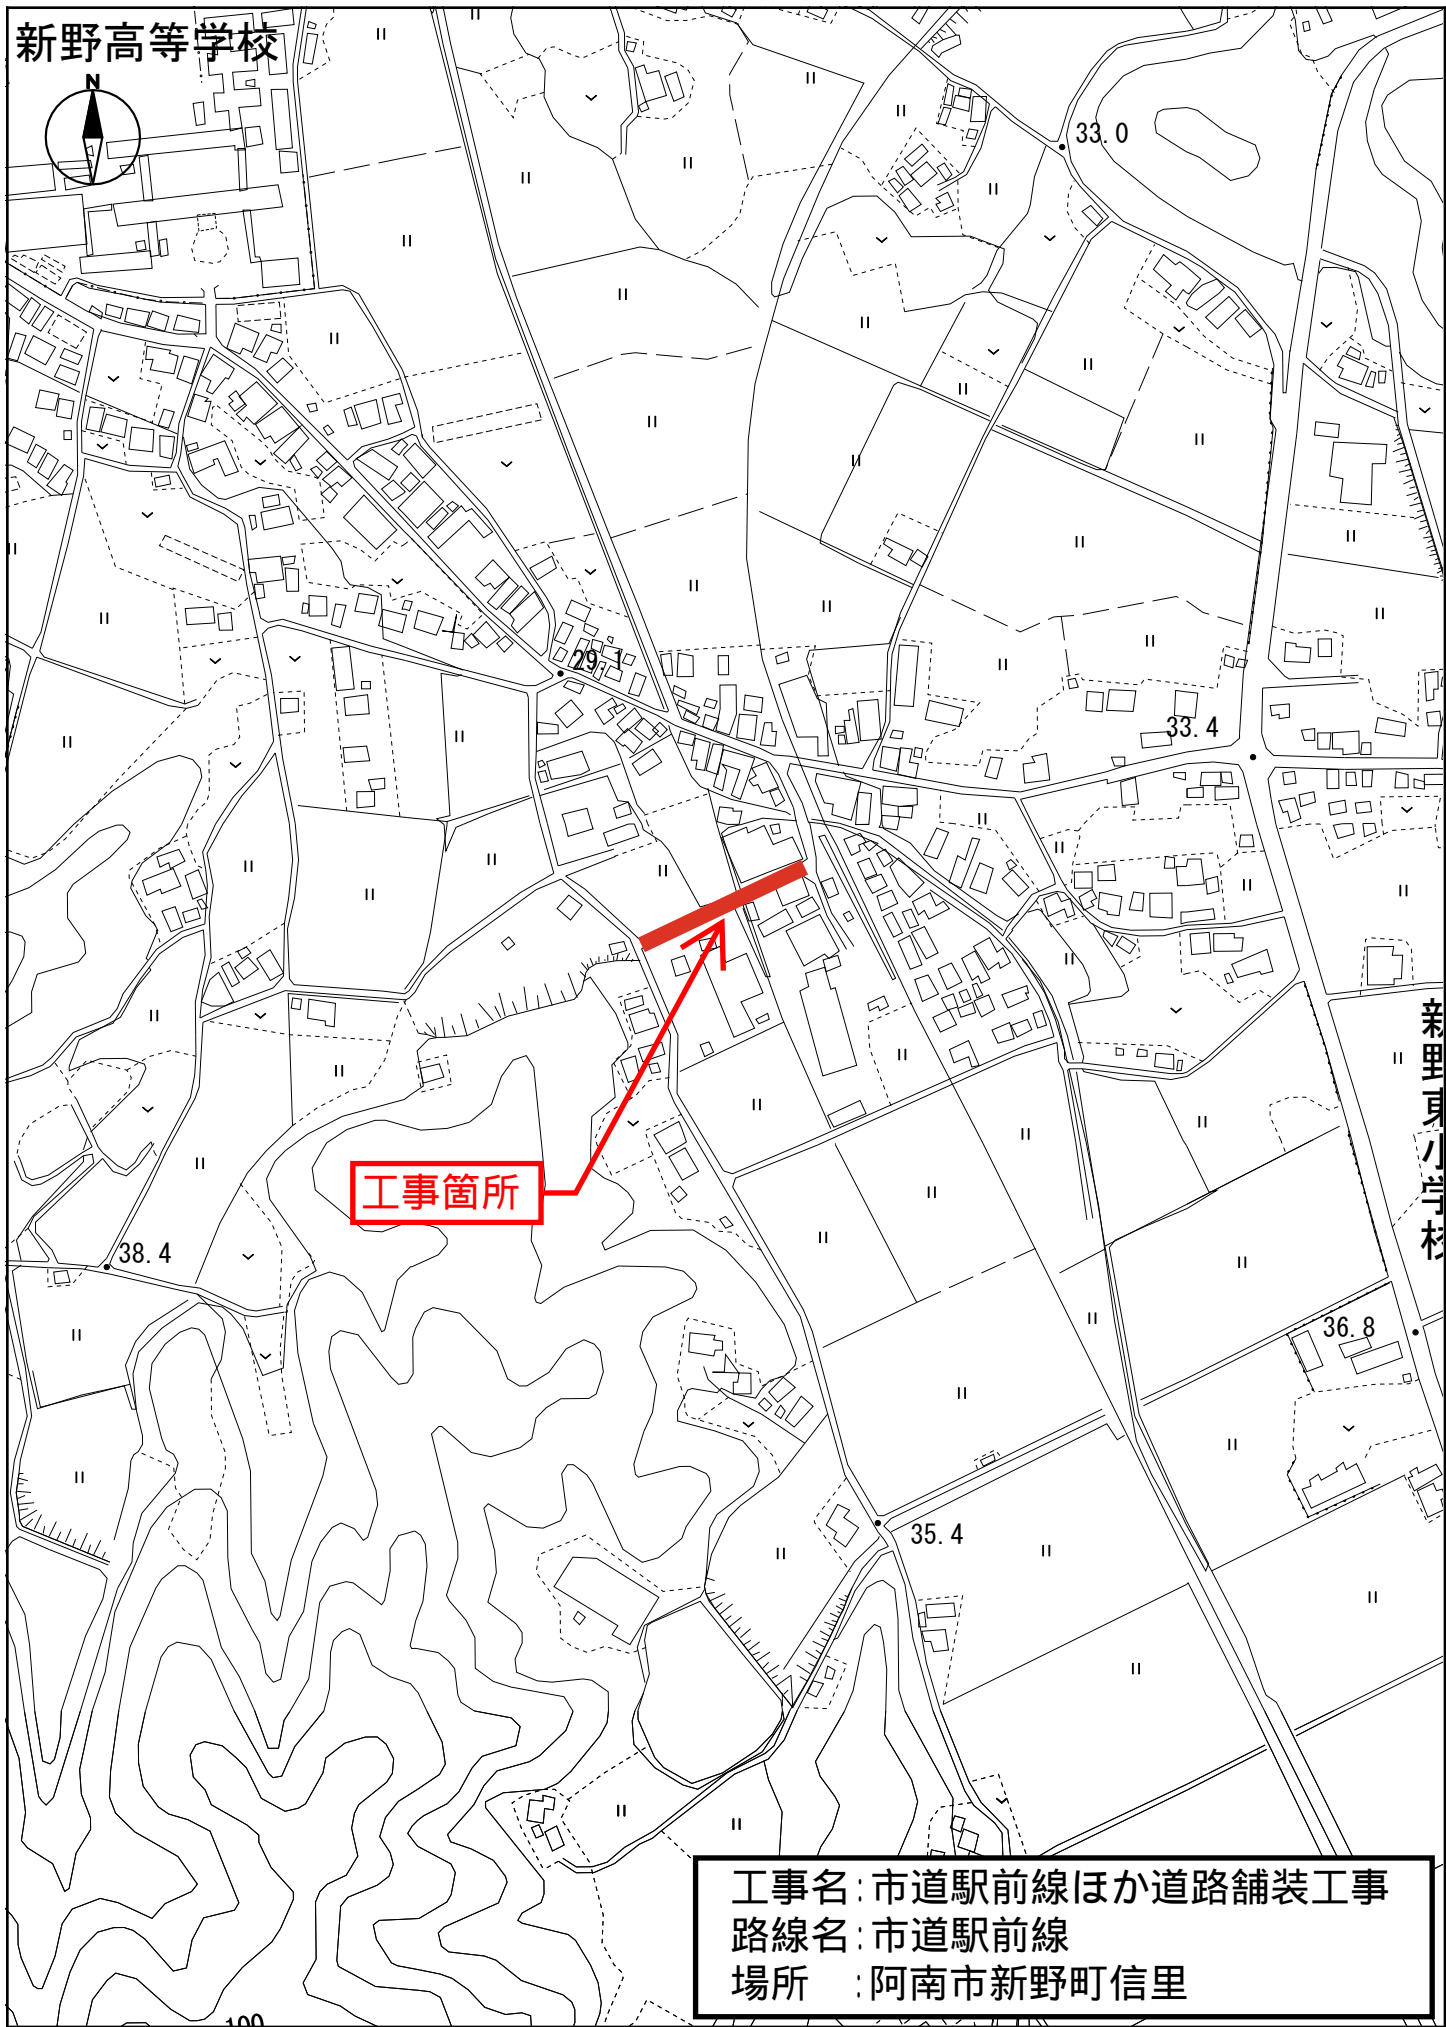 新野高等学校
N
33.0
29.1
33.4
新野東小学校
工事箇所
38.4
36.8
35.4
工事名:市道駅前線ほか道路舗装工事
路線名:市道駅前線
場所　:阿南市新野町信里
100